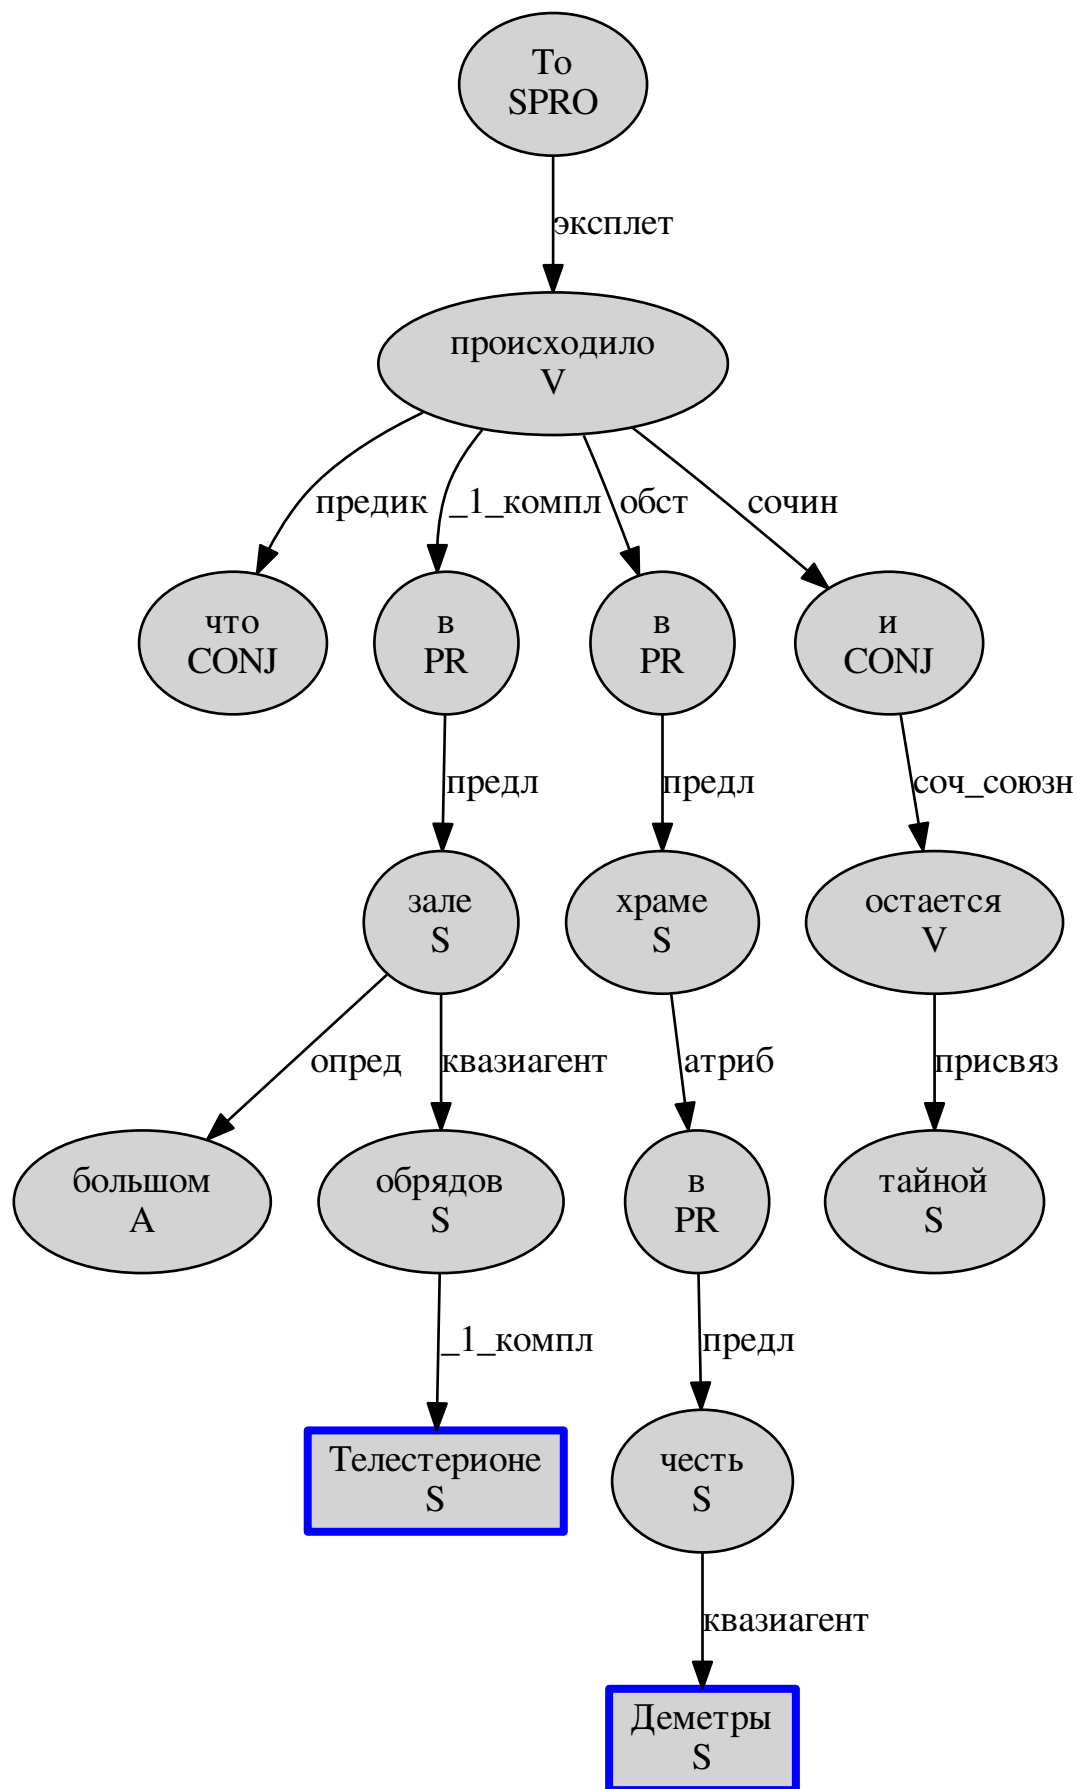 То
SPRO
эксплет
происходило
V
предик _1_компл обст сочин
что
CONJ
в
PR
в
PR
и
CONJ
предл предл соч_союзн
зале
S
храме
S
остается
V
опред квазиагент атриб присвяз
большом
A
обрядов
S
в
PR
тайной
S
_1_компл предл
Телестерионе
S
честь
S
квазиагент
Деметры
S